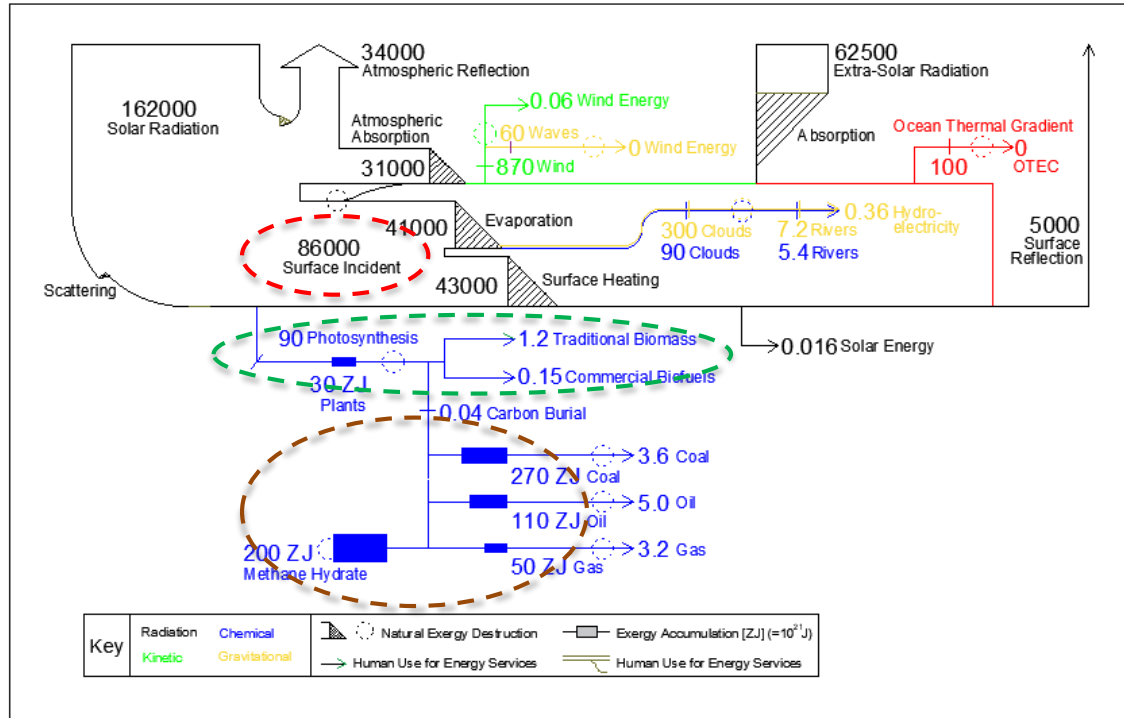 34000
Atmospheric Reflection
62500
Extra-Solar Radiation
162000
Solar Radiation
0.06 Wind Energy
Atmospheric
Absorption
60 Waves
0 Wind Energy
31000
870 Wind
Absorption
Ocean Thermal Gradient
100
0
OTEC
41000
Evaporation
86000
Surface Incident
300 Clouds
90 Clouds
7.2 Rivers
5.4 Rivers
0.36 Hydro-
electricity
5000
Surface
Reflection
Scattering
43000
Surface Heating
90 Photosynthesis
1.2 Traditional Biomass
0.016 Solar Energy
30 ZJ
Plants
0.15 Commercial Biofuels
0.04 Carbon Burial
3.6 Coal
270 ZJ Coal
5.0 Oil
110 ZJ Oil
200 ZJ
Methane Hydrate
3.2 Gas
50 ZJ Gas
Key
Radiation
Chemical
Kinetic
Gravitational
Natural Exergy Destruction
Exergy Accumulation [ZJ] (=10²¹J)
Human Use for Energy Services
Human Use for Energy Services